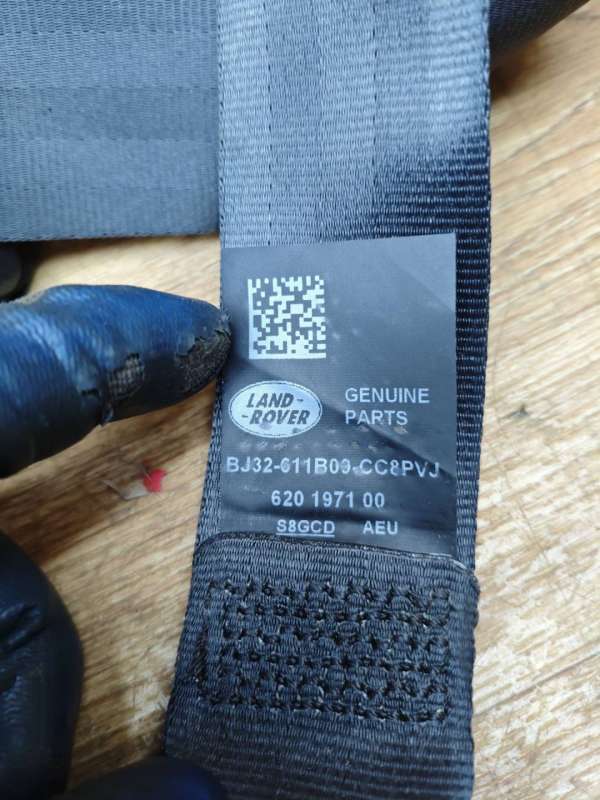 LAND-
-ROVER
GENUINE
PARTS
BJ32-611B09-CC8PVJ
620 1971 00
S8GCD AEU